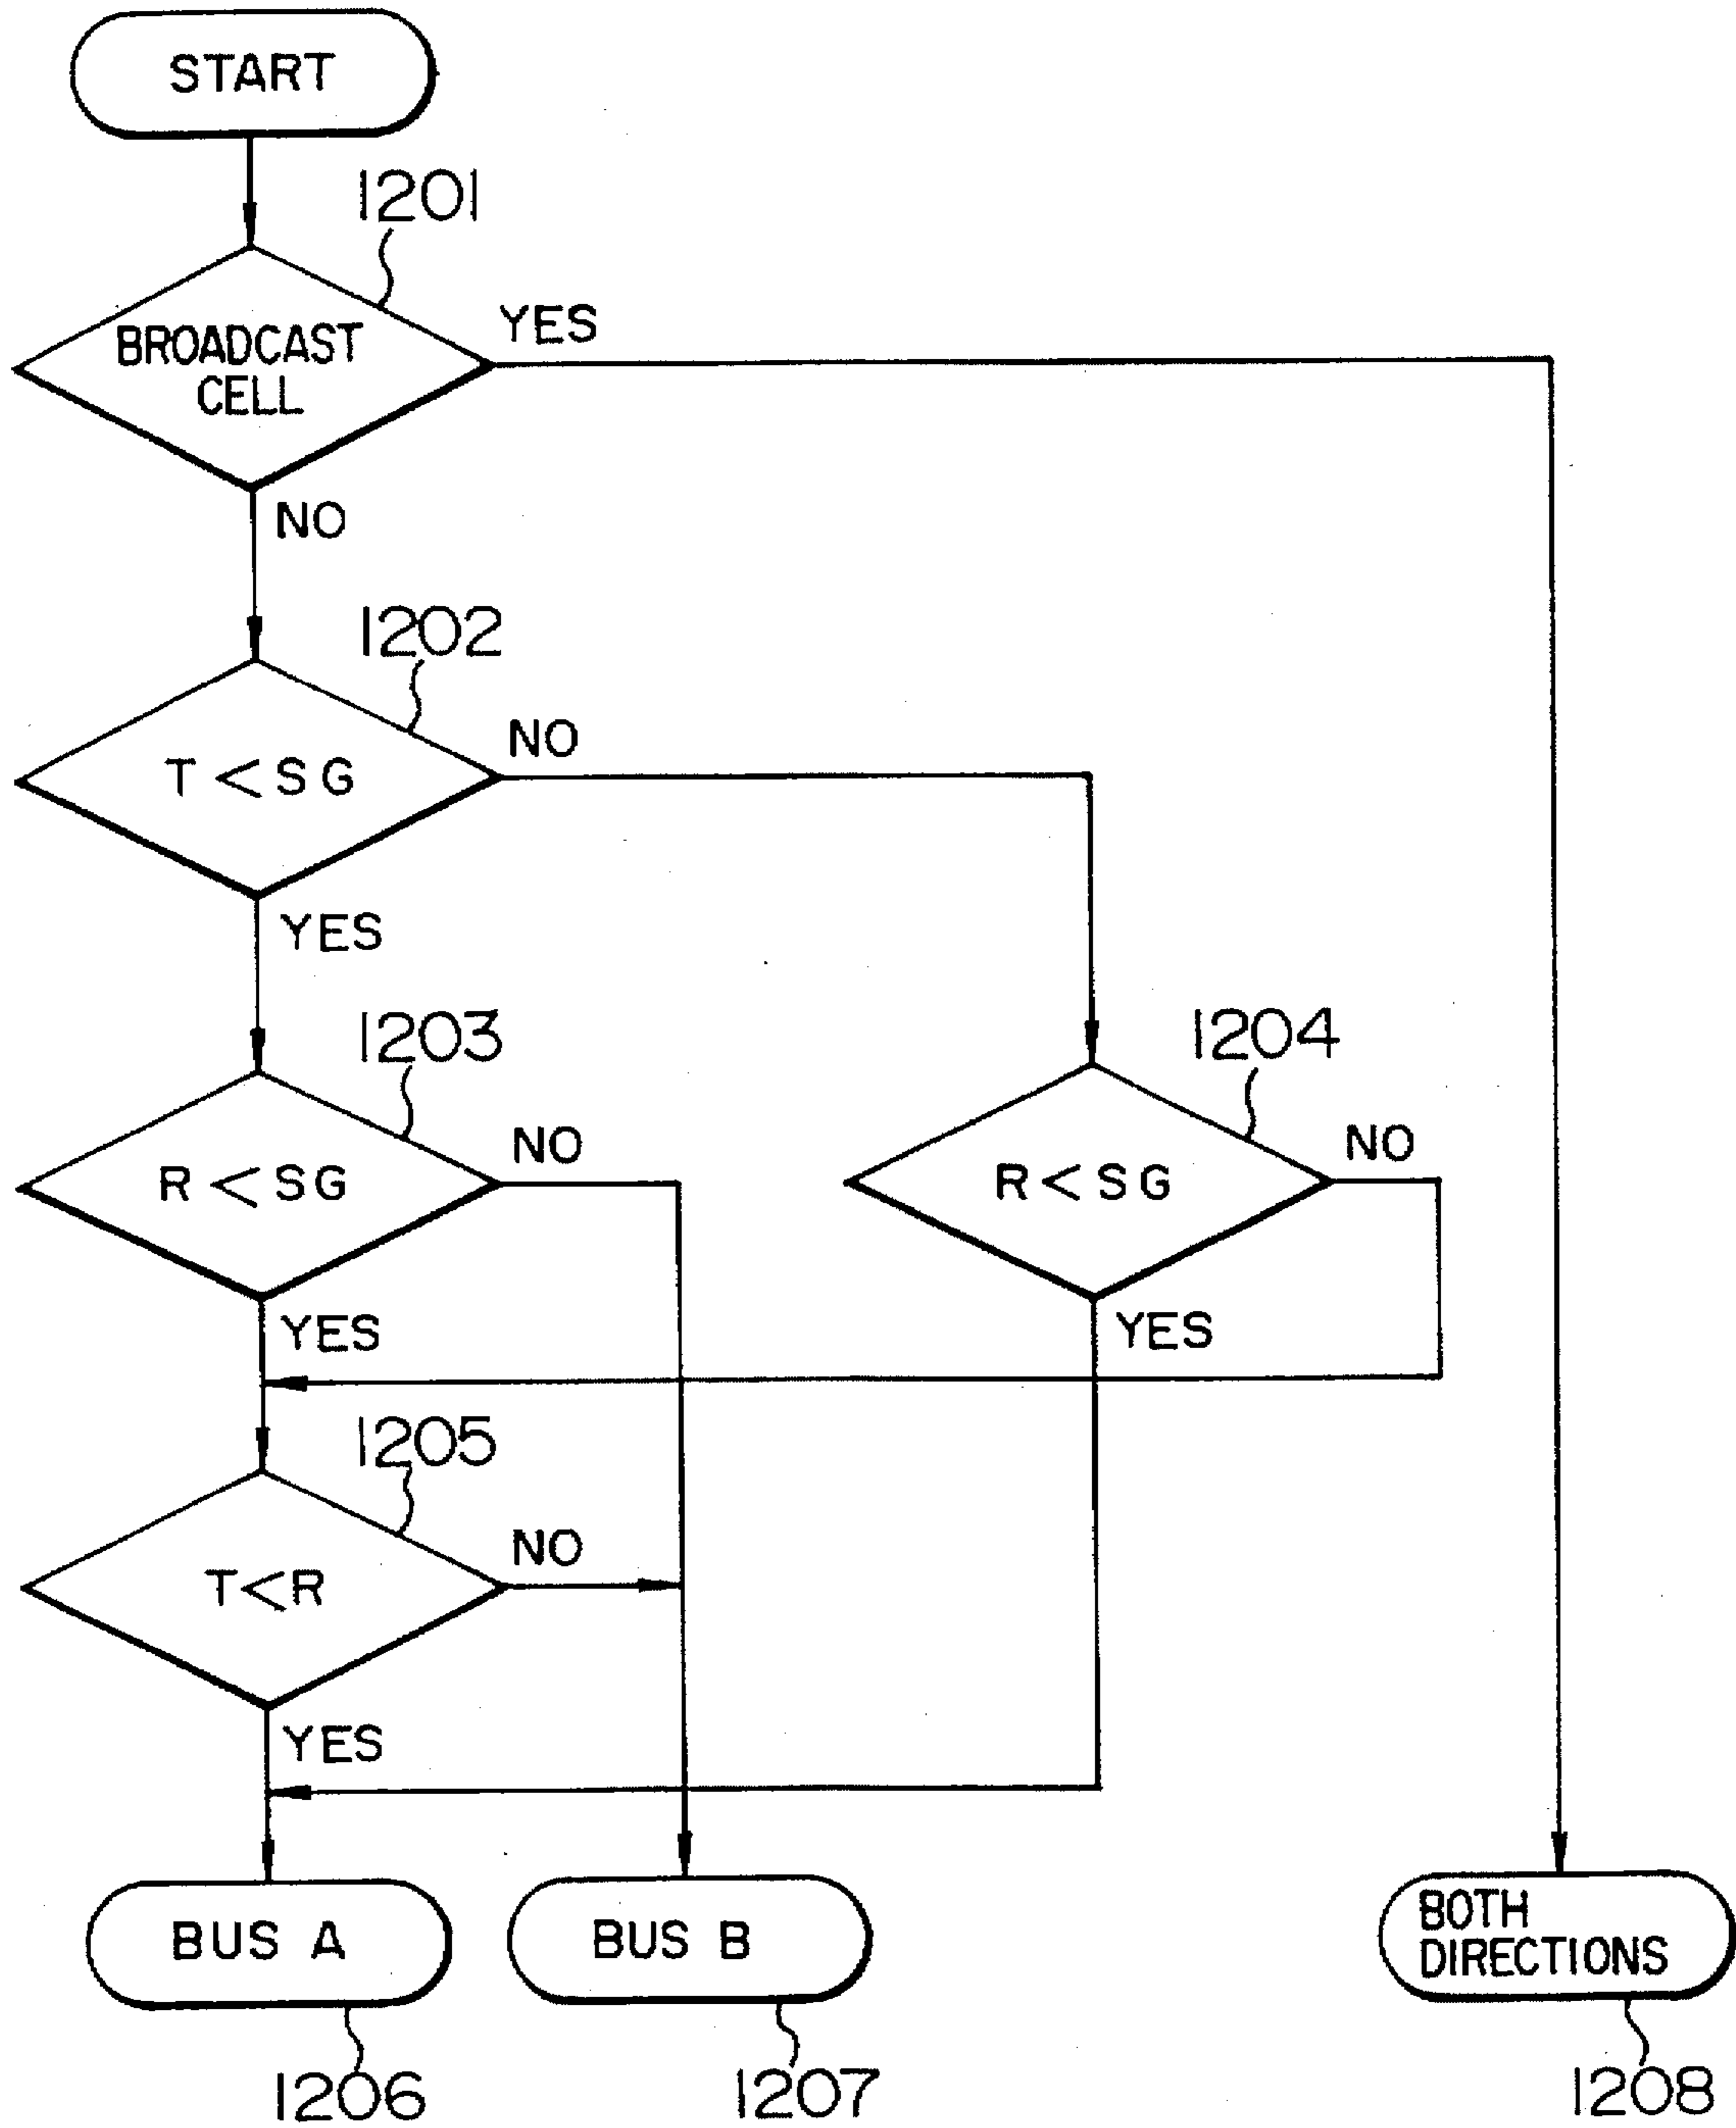 START
1201
BROADCAST
CELL
YES
NO
1202
T < SG
NO
YES
1203
R < SG
NO
YES
1204
R < SG
NO
YES
1205
T < R
NO
YES
BUS A
BUS B
BOTH
DIRECTIONS
1206
1207
1208